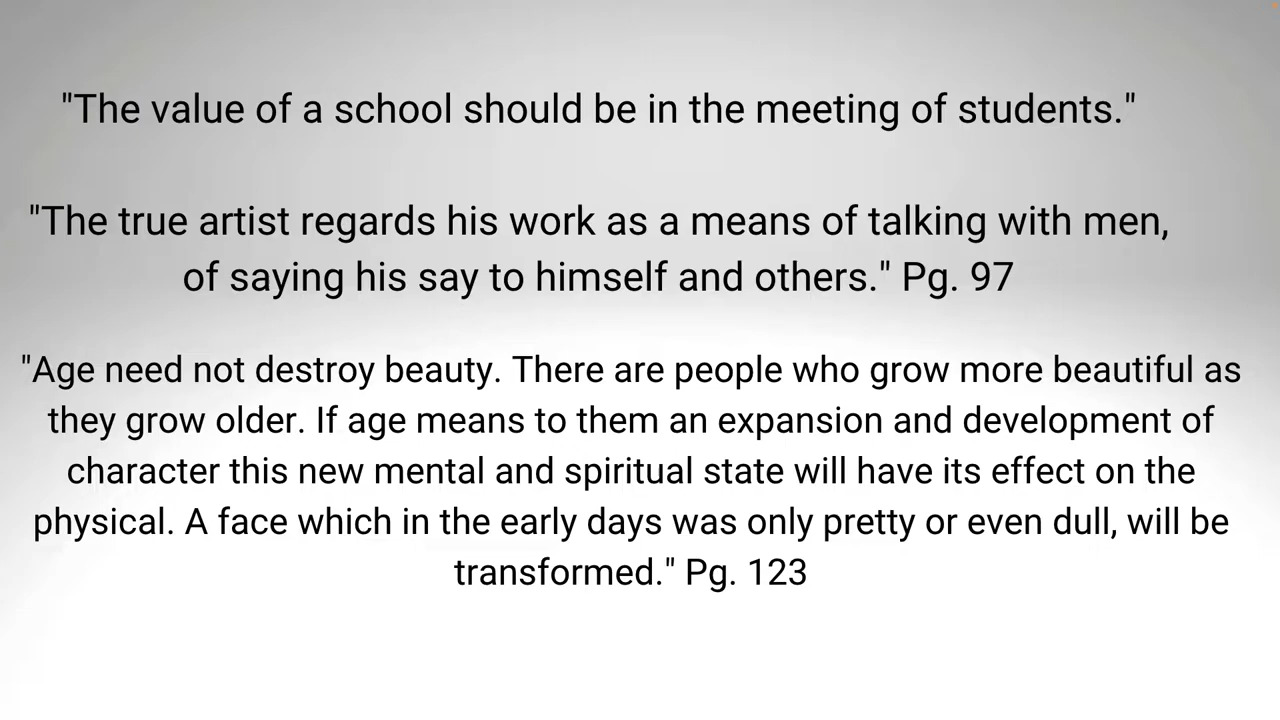 "The value of a school should be in the meeting of students."
"The true artist regards his work as a means of talking with men,
of saying his say to himself and others." Pg. 97
"Age need not destroy beauty. There are people who grow more beautiful as
they grow older. If age means to them an expansion and development of
character this new mental and spiritual state will have its effect on the
physical. A face which in the early days was only pretty or even dull, will be
transformed." Pg. 123